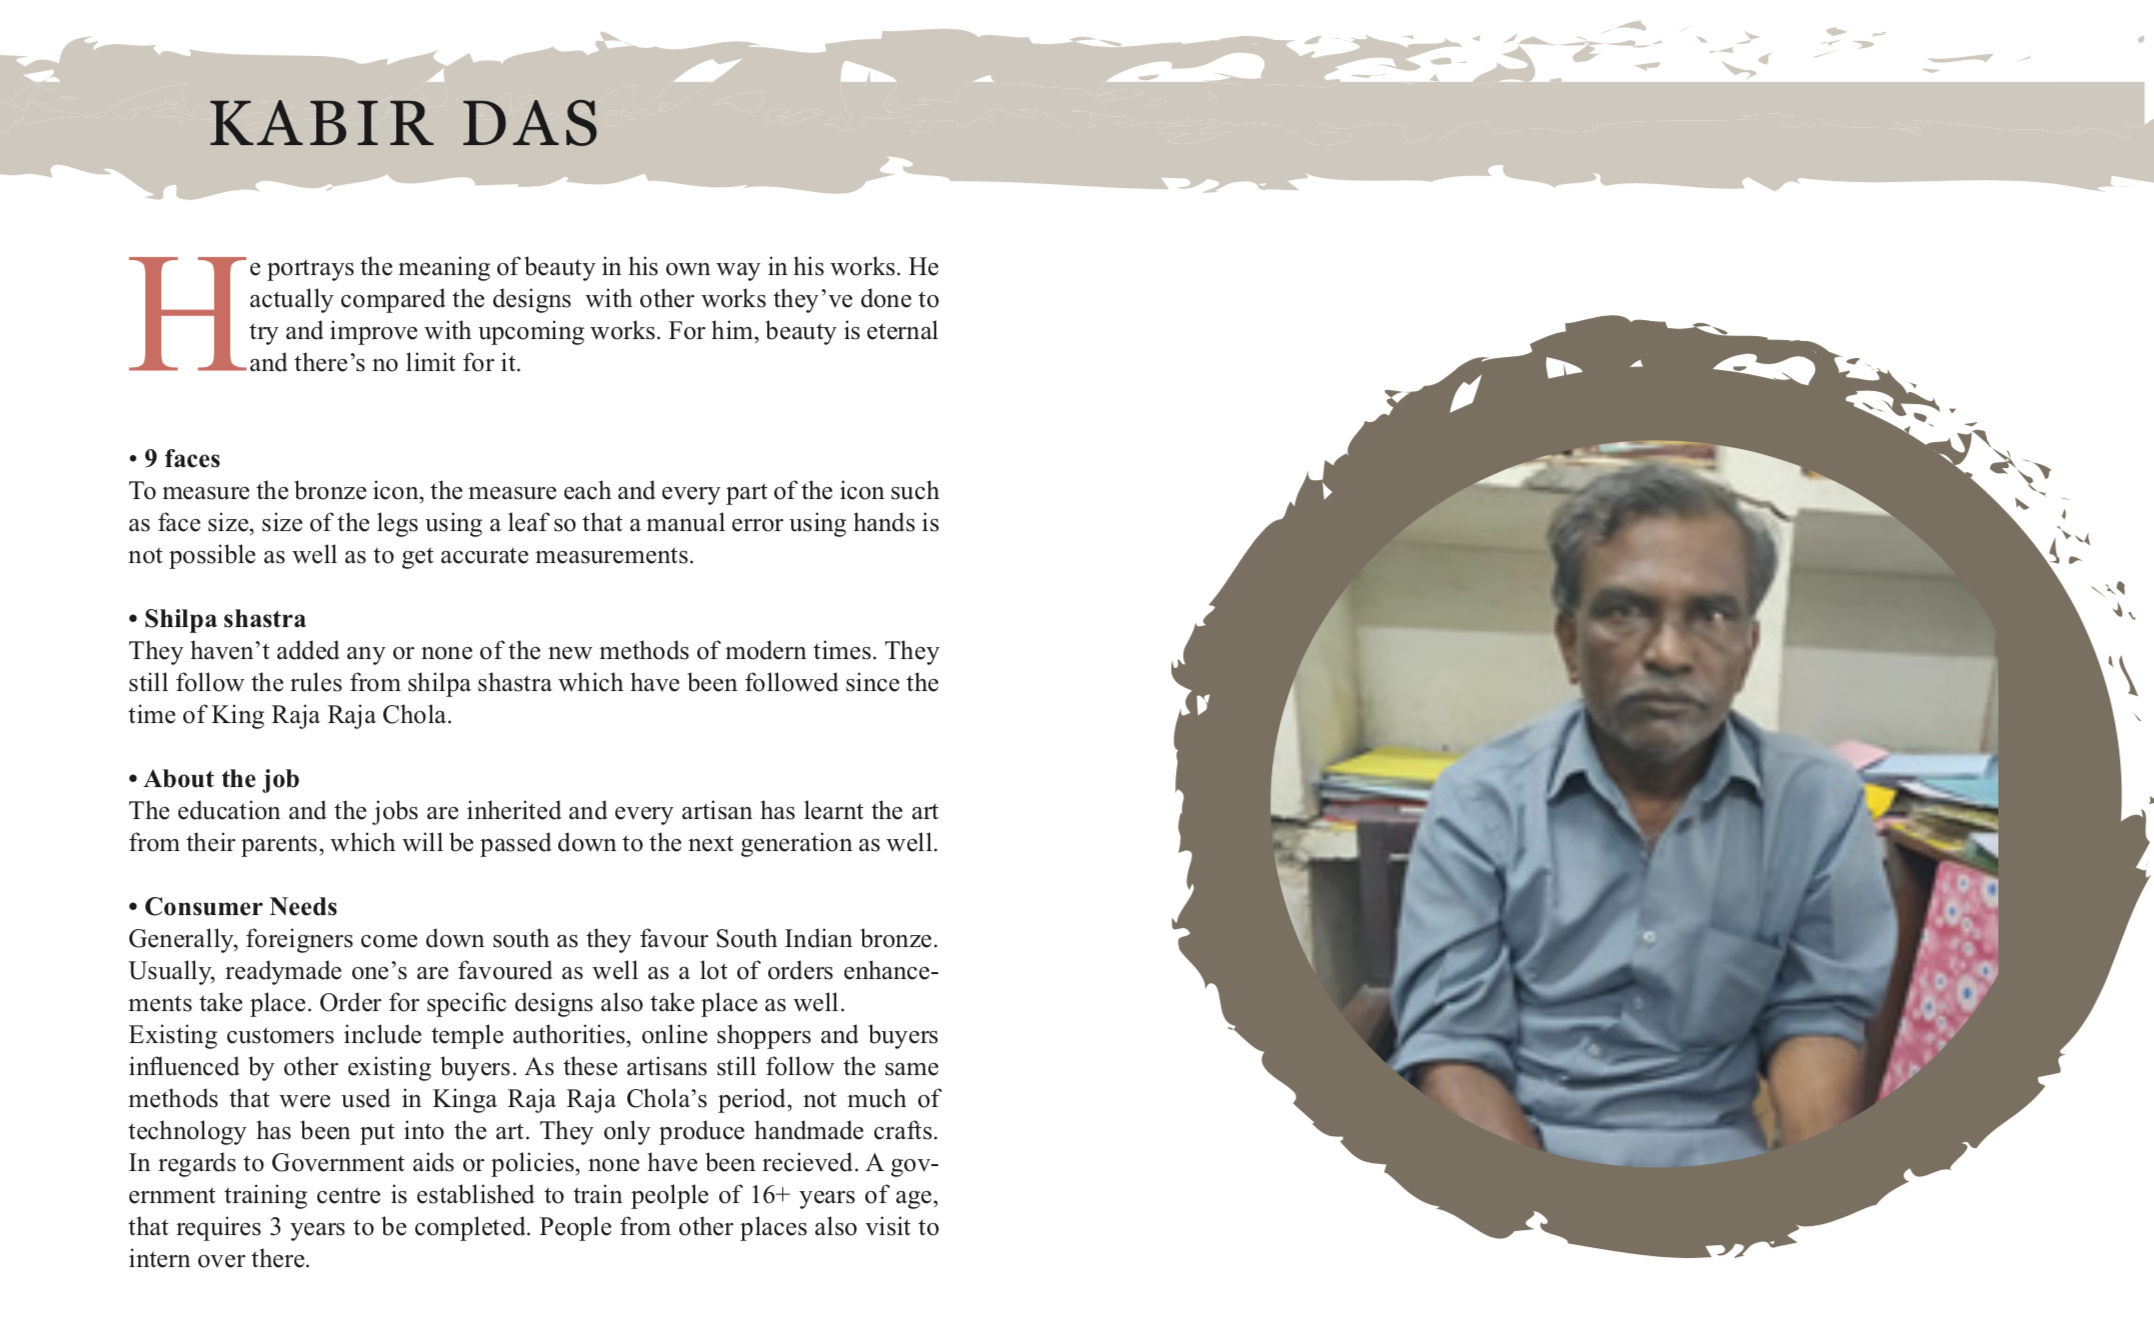 KABIR DAS
He portrays the meaning of beauty in his own way in his works. He
actually compared the designs  with other works they’ve done to
try and improve with upcoming works. For him, beauty is eternal
and there’s no limit for it.
• 9 faces
To measure the bronze icon, the measure each and every part of the icon such
as face size, size of the legs using a leaf so that a manual error using hands is
not possible as well as to get accurate measurements.
• Shilpa shastra
They haven’t added any or none of the new methods of modern times. They
still follow the rules from shilpa shastra which have been followed since the
time of King Raja Raja Chola.
• About the job
The education and the jobs are inherited and every artisan has learnt the art
from their parents, which will be passed down to the next generation as well.
• Consumer Needs
Generally, foreigners come down south as they favour South Indian bronze.
Usually, readymade one’s are favoured as well as a lot of orders enhance-
ments take place. Order for specific designs also take place as well.
Existing customers include temple authorities, online shoppers and buyers
influenced by other existing buyers. As these artisans still follow the same
methods that were used in Kinga Raja Raja Chola’s period, not much of
technology has been put into the art. They only produce handmade crafts.
In regards to Government aids or policies, none have been recieved. A gov-
ernment training centre is established to train peolple of 16+ years of age,
that requires 3 years to be completed. People from other places also visit to
intern over there.